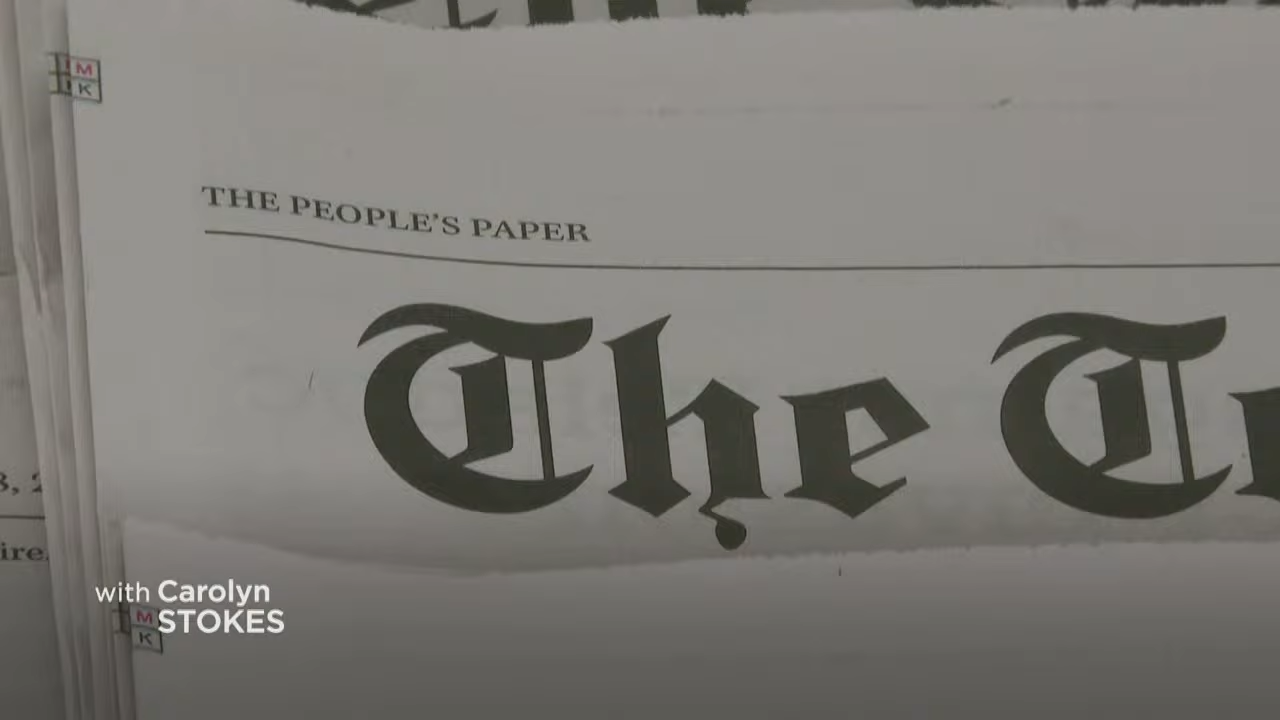 M
K
THE PEOPLE'S PAPER
The
with Carolyn
STOKES
M
K